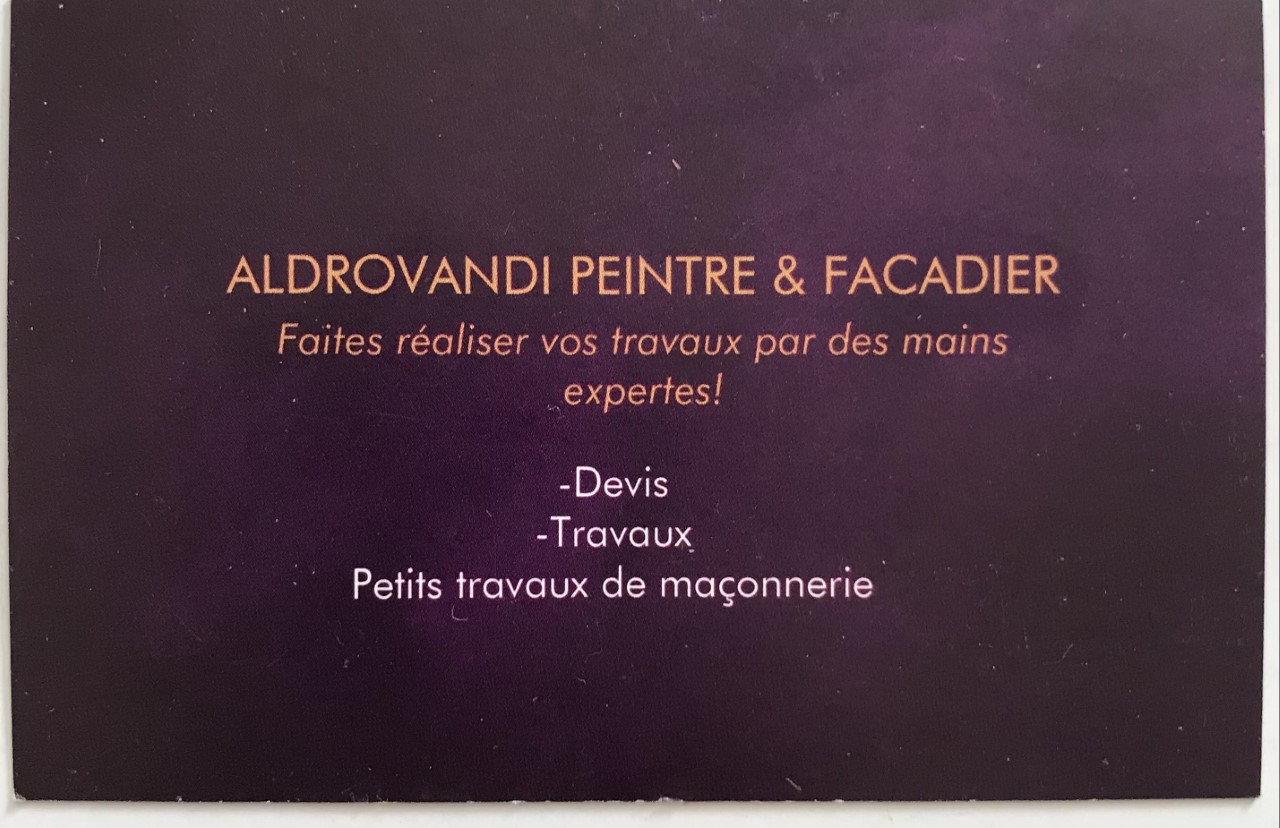 ALDROVANDI PEINTRE & FACADIER
Faites réaliser vos travaux par des mains
expertes!
-Devis
-Travaux
Petits travaux de maçonnerie